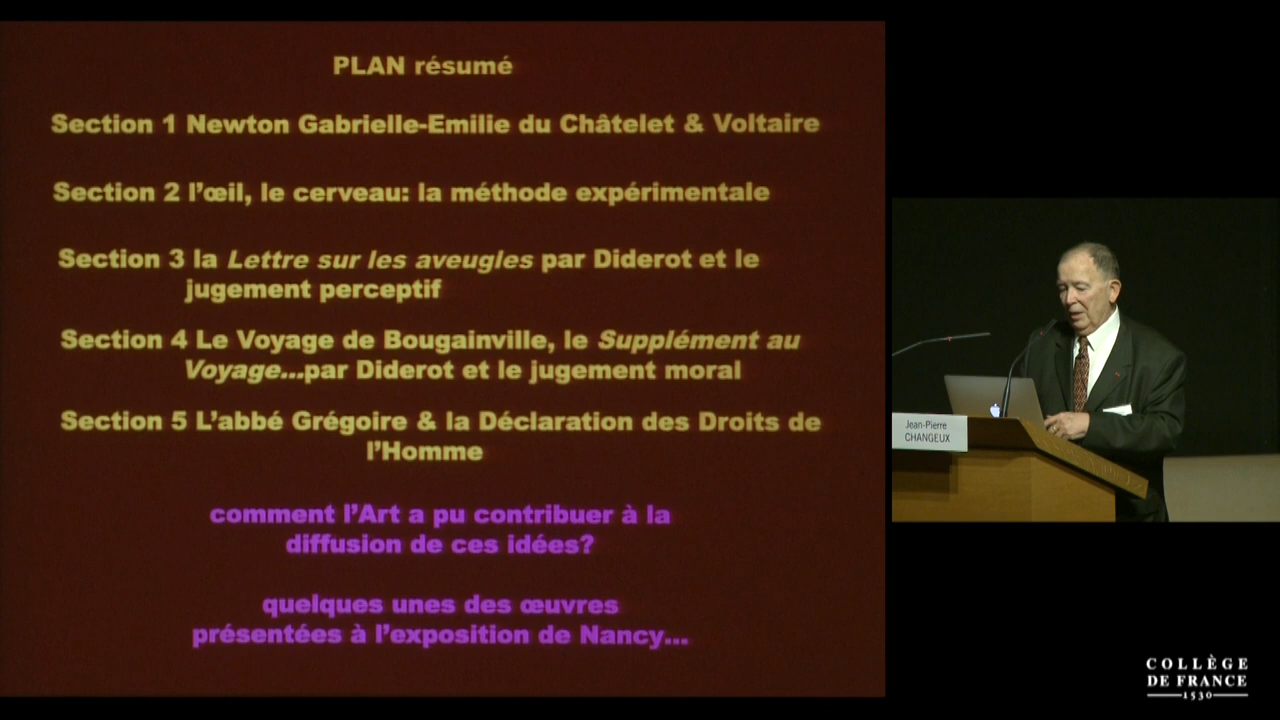 PLAN résumé
Section 1 Newton Gabrielle-Emilie du Châtelet & Voltaire
Section 2 l'œil, le cerveau: la méthode expérimentale
Section 3 la Lettre sur les aveugles par Diderot et le
jugement perceptif
Section 4 Le Voyage de Bougainville, le Supplément au
Voyage...par Diderot et le jugement moral
Section 5 L'abbé Grégoire & la Déclaration des Droits de
l'Homme
comment l'Art a pu contribuer à la
diffusion de ces idées?
quelques unes des œuvres
présentées à l'exposition de Nancy...
Jean-Pierre
CHANGEUX
COLLÈGE
DE FRANCE
1530